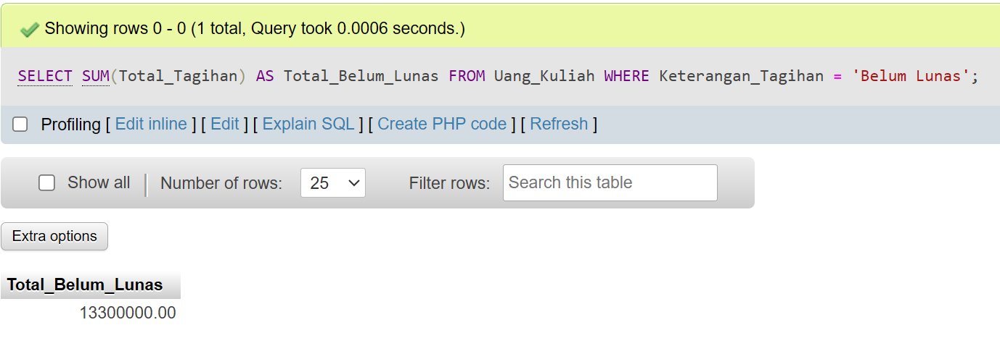 Showing rows 0 - 0 (1 total, Query took 0.0006 seconds.)
SELECT SUM(Total_Tagihan) AS Total_Belum_Lunas FROM Uang_Kuliah WHERE Keterangan_Tagihan = 'Belum Lunas';
Profiling [ Edit inline ] [ Edit ] [ Explain SQL ] [ Create PHP code ] [ Refresh ]
Show all | Number of rows: 25 Filter rows: Search this table
Extra options
Total_Belum_Lunas
13300000.00